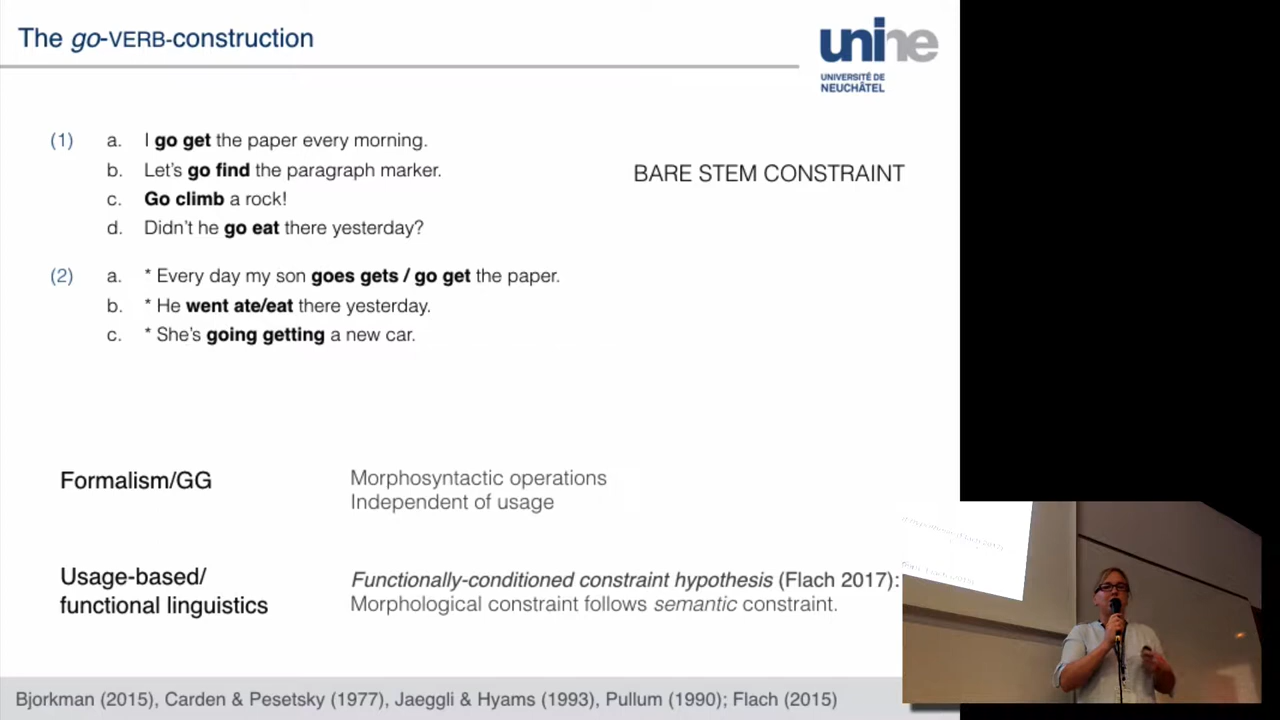 The go-VERB-construction
unine
UNIVERSITÉ DE
NEUCHÂTEL
(1) a. I go get the paper every morning.
b. Let's go find the paragraph marker.
c. Go climb a rock!
d. Didn't he go eat there yesterday?
BARE STEM CONSTRAINT
(2) a. * Every day my son goes gets / go get the paper.
b. * He went ate/eat there yesterday.
c. * She's going getting a new car.
Formalism/GG
Morphosyntactic operations
Independent of usage
Usage-based/
functional linguistics
Functionally-conditioned constraint hypothesis (Flach 2017):
Morphological constraint follows semantic constraint.
Bjorkman (2015), Carden & Pesetsky (1977), Jaeggli & Hyams (1993), Pullum (1990); Flach (2015)